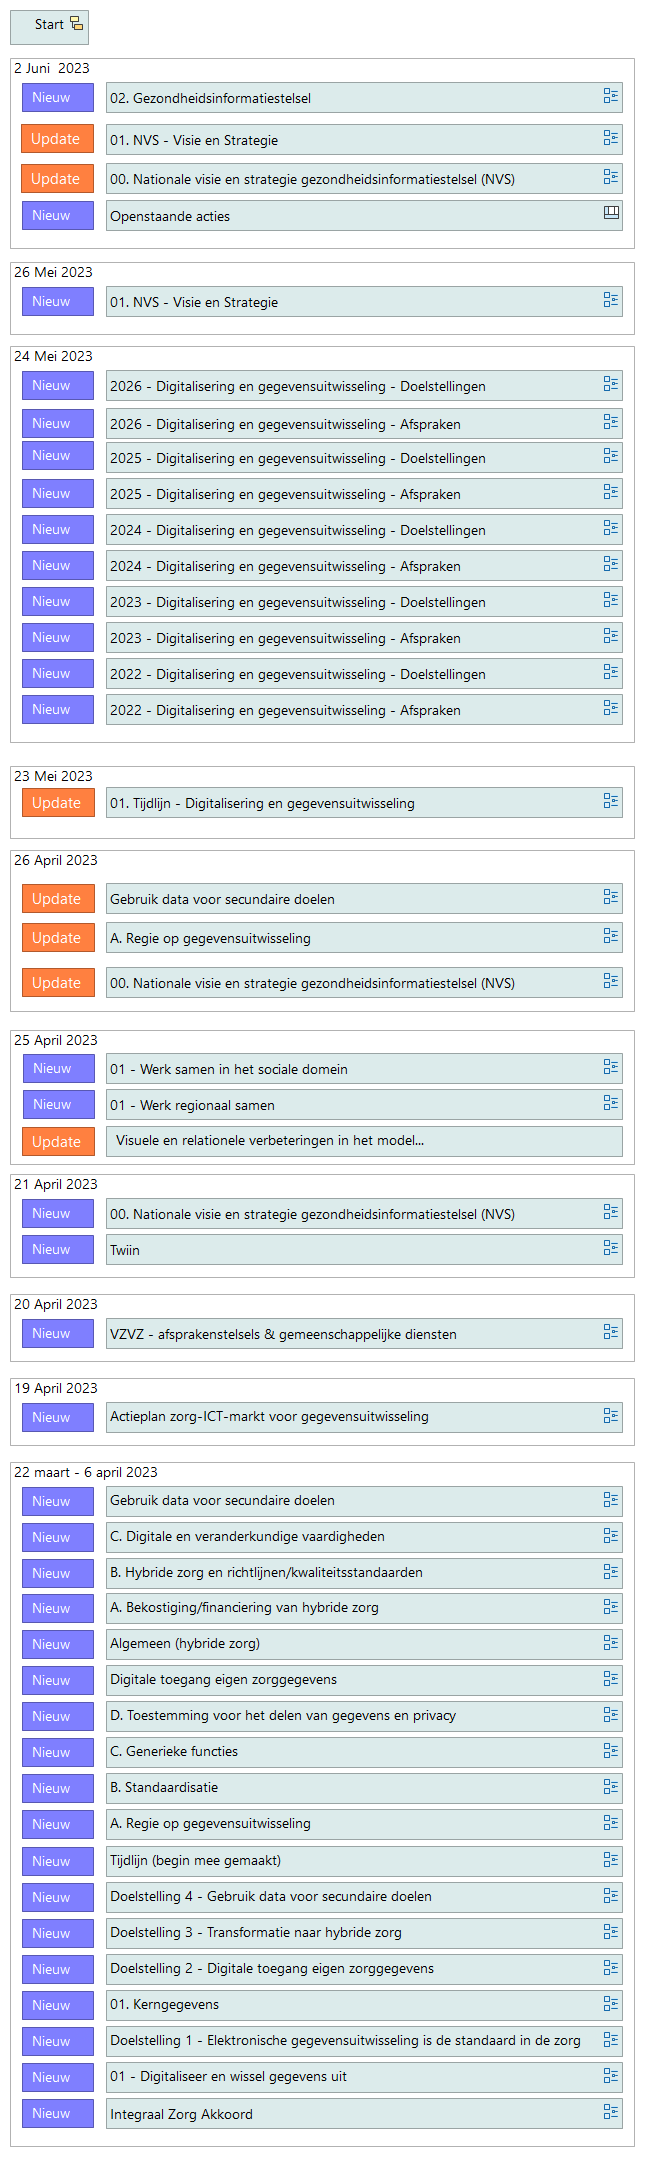 Start
2 Juni  2023
Nieuw 02. Gezondheidsinformatiestelsel
Update 01. NVS - Visie en Strategie
Update 00. Nationale visie en strategie gezondheidsinformatiestelsel (NVS)
Nieuw Openstaande acties
26 Mei 2023
Nieuw 01. NVS - Visie en Strategie
24 Mei 2023
Nieuw 2026 - Digitalisering en gegevensuitwisseling - Doelstellingen
Nieuw 2026 - Digitalisering en gegevensuitwisseling - Afspraken
Nieuw 2025 - Digitalisering en gegevensuitwisseling - Doelstellingen
Nieuw 2025 - Digitalisering en gegevensuitwisseling - Afspraken
Nieuw 2024 - Digitalisering en gegevensuitwisseling - Doelstellingen
Nieuw 2024 - Digitalisering en gegevensuitwisseling - Afspraken
Nieuw 2023 - Digitalisering en gegevensuitwisseling - Doelstellingen
Nieuw 2023 - Digitalisering en gegevensuitwisseling - Afspraken
Nieuw 2022 - Digitalisering en gegevensuitwisseling - Doelstellingen
Nieuw 2022 - Digitalisering en gegevensuitwisseling - Afspraken
23 Mei 2023
Update 01. Tijdlijn - Digitalisering en gegevensuitwisseling
26 April 2023
Update Gebruik data voor secundaire doelen
Update A. Regie op gegevensuitwisseling
Update 00. Nationale visie en strategie gezondheidsinformatiestelsel (NVS)
25 April 2023
Nieuw 01 - Werk samen in het sociale domein
Nieuw 01 - Werk regionaal samen
Update Visuele en relationele verbeteringen in het model...
21 April 2023
Nieuw 00. Nationale visie en strategie gezondheidsinformatiestelsel (NVS)
Nieuw Twiin
20 April 2023
Nieuw VZVZ - afsprakenstelsels & gemeenschappelijke diensten
19 April 2023
Nieuw Actieplan zorg-ICT-markt voor gegevensuitwisseling
22 maart - 6 april 2023
Nieuw Gebruik data voor secundaire doelen
Nieuw C. Digitale en veranderkundige vaardigheden
Nieuw B. Hybride zorg en richtlijnen/kwaliteitsstandaarden
Nieuw A. Bekostiging/financiering van hybride zorg
Nieuw Algemeen (hybride zorg)
Nieuw Digitale toegang eigen zorggegevens
Nieuw D. Toestemming voor het delen van gegevens en privacy
Nieuw C. Generieke functies
Nieuw B. Standaardisatie
Nieuw A. Regie op gegevensuitwisseling
Nieuw Tijdlijn (begin mee gemaakt)
Nieuw Doelstelling 4 - Gebruik data voor secundaire doelen
Nieuw Doelstelling 3 - Transformatie naar hybride zorg
Nieuw Doelstelling 2 - Digitale toegang eigen zorggegevens
Nieuw 01. Kerngegevens
Nieuw Doelstelling 1 - Elektronische gegevensuitwisseling is de standaard in de zorg
Nieuw 01 - Digitaliseer en wissel gegevens uit
Nieuw Integraal Zorg Akkoord